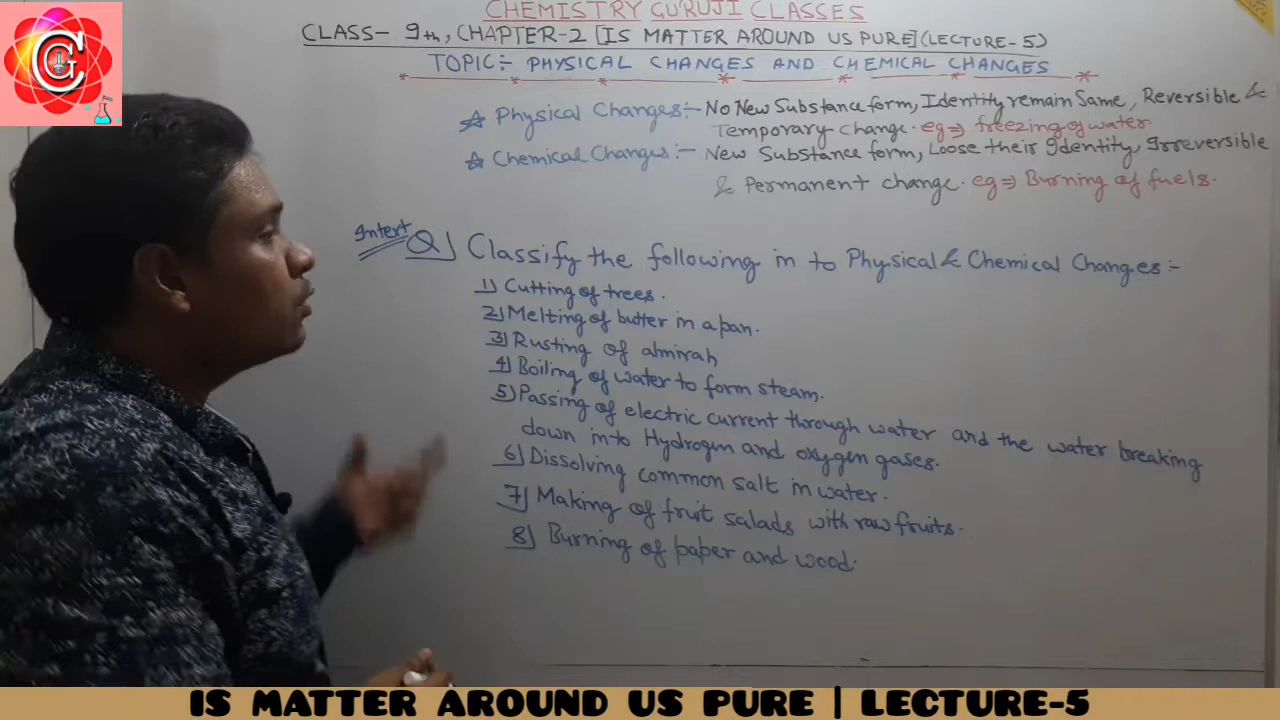 CHEMISTRY GURUJI CLASSES
CLASS- 9th, CHAPTER-2 [IS MATTER AROUND US PURE] (LECTURE-5)
TOPIC:- PHYSICAL CHANGES AND CHEMICAL CHANGES
Physical Changes:- No New Substance form, Identity remain Same, Reversible &
Temporary change. eg⇒ freezing of water.
Chemical Changes:- New Substance form, Loose their Identity, Irreversible
& Permanent change. eg⇒ Burning of fuels.
Intext Q] Classify the following in to Physical & Chemical Changes:-
1) Cutting of trees.
2) Melting of butter in a pan.
3) Rusting of almirah
4) Boiling of water to form steam.
5) Passing of electric current through water and the water breaking
down into Hydrogen and oxygen gases.
6) Dissolving common salt in water.
7) Making of fruit salads with raw fruits.
8) Burning of paper and wood.
CG
IS MATTER AROUND US PURE | LECTURE-5